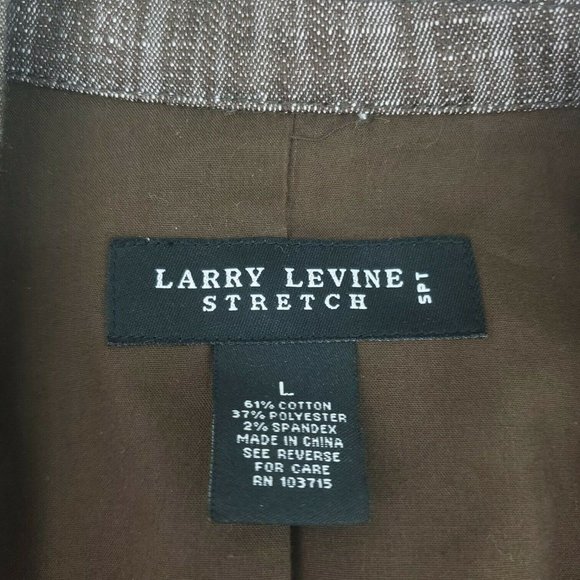 LARRY LEVINE SPT
STRETCH
L
61% COTTON
37% POLYESTER
2% SPANDEX
MADE IN CHINA
SEE REVERSE
FOR CARE
RN 103715